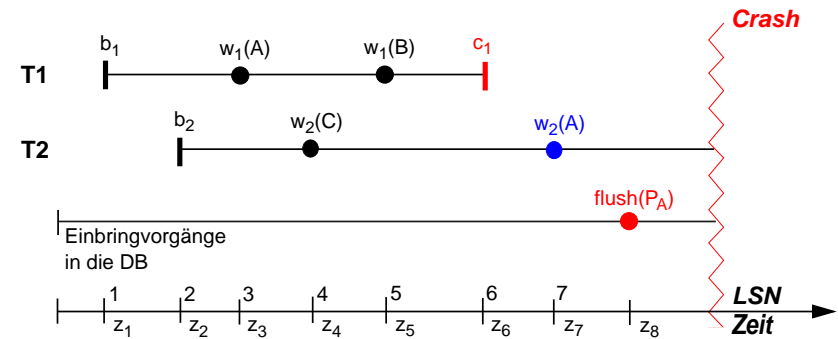 Crash
b₁ w₁(A) w₁(B) c₁
T1
b₂ w₂(C) w₂(A)
T2
flush(P_A)
Einbringvorgänge
in die DB
1 2 3 4 5 6 7 LSN
z₁ z₂ z₃ z₄ z₅ z₆ z₇ z₈ Zeit